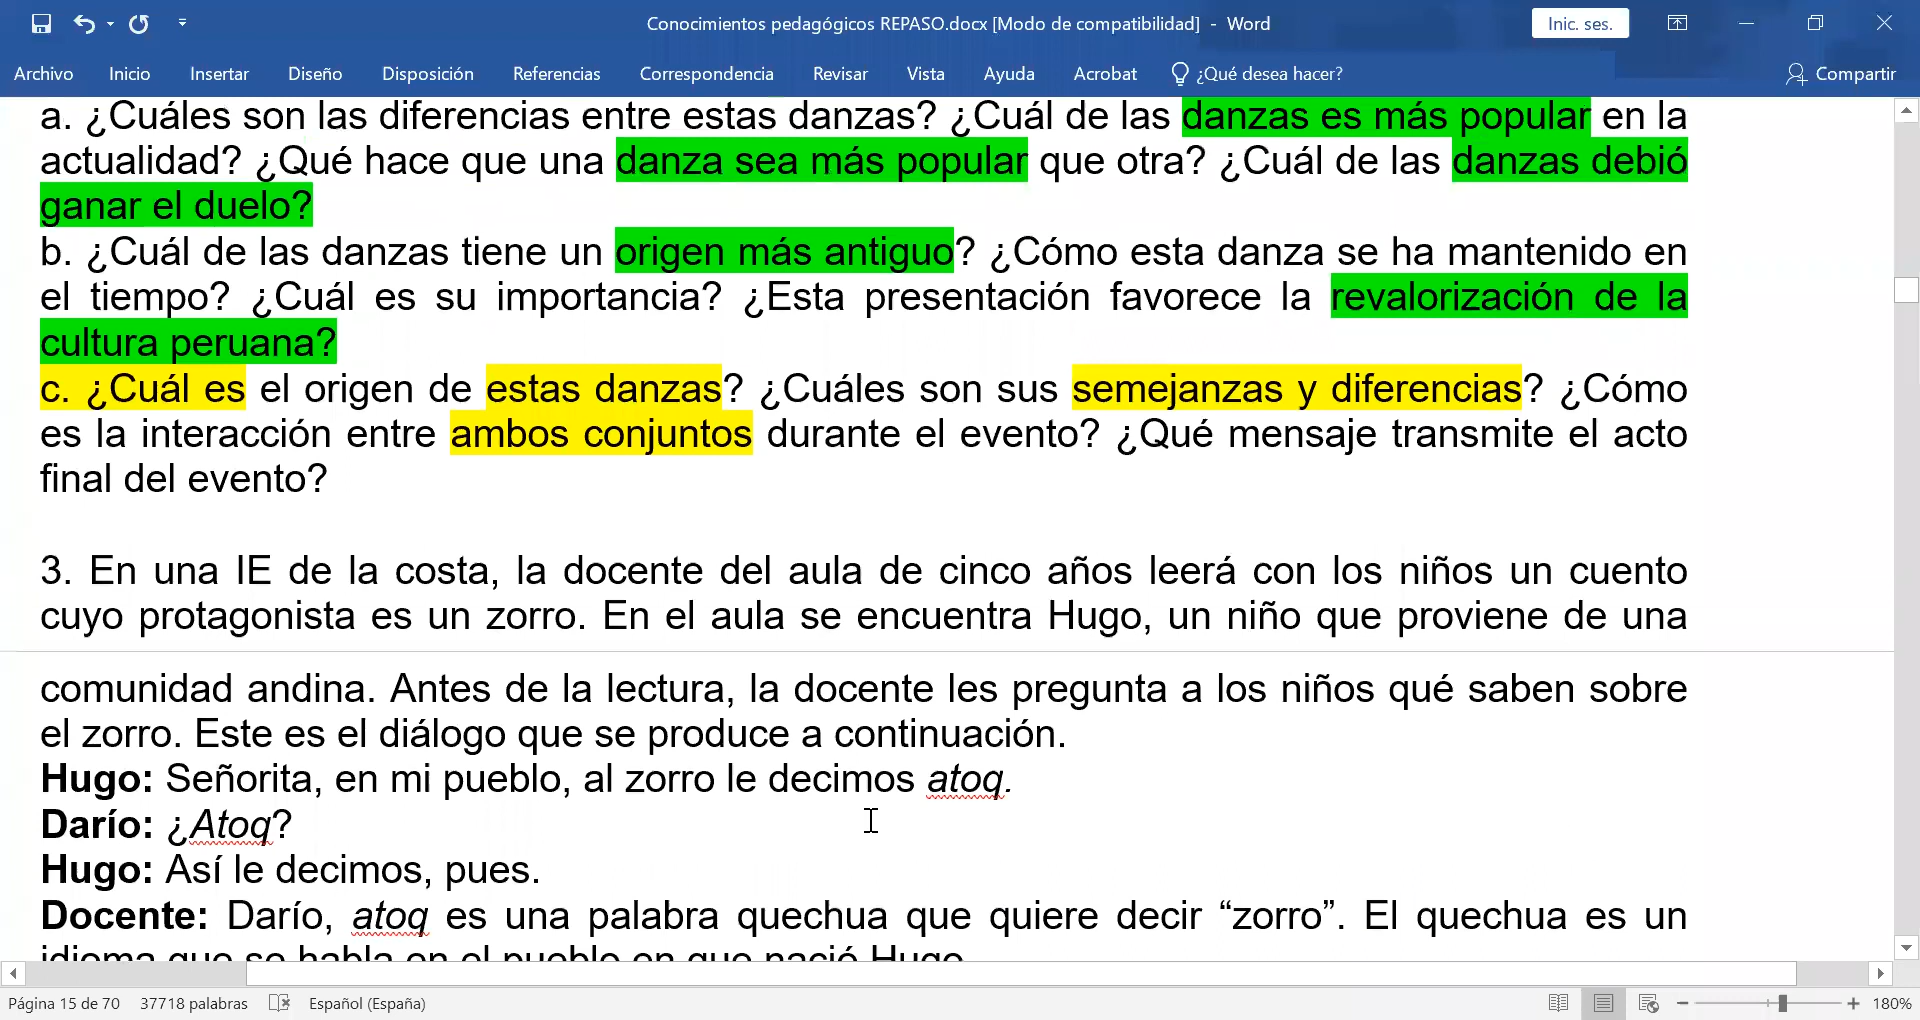 Conocimientos pedagógicos REPASO.docx [Modo de compatibilidad] - Word
Inic. ses.
Archivo Inicio Insertar Diseño Disposición Referencias Correspondencia Revisar Vista Ayuda Acrobat ¿Qué desea hacer? Compartir
a. ¿Cuáles son las diferencias entre estas danzas? ¿Cuál de las danzas es más popular en la
actualidad? ¿Qué hace que una danza sea más popular que otra? ¿Cuál de las danzas debió
ganar el duelo?
b. ¿Cuál de las danzas tiene un origen más antiguo? ¿Cómo esta danza se ha mantenido en
el tiempo? ¿Cuál es su importancia? ¿Esta presentación favorece la revalorización de la
cultura peruana?
c. ¿Cuál es el origen de estas danzas? ¿Cuáles son sus semejanzas y diferencias? ¿Cómo
es la interacción entre ambos conjuntos durante el evento? ¿Qué mensaje transmite el acto
final del evento?
3. En una IE de la costa, la docente del aula de cinco años leerá con los niños un cuento
cuyo protagonista es un zorro. En el aula se encuentra Hugo, un niño que proviene de una
comunidad andina. Antes de la lectura, la docente les pregunta a los niños qué saben sobre
el zorro. Este es el diálogo que se produce a continuación.
Hugo: Señorita, en mi pueblo, al zorro le decimos atoq.
Darío: ¿Atoq?
Hugo: Así le decimos, pues.
Docente: Darío, atoq es una palabra quechua que quiere decir “zorro”. El quechua es un
idioma que se habla en el pueblo en que nació Hugo.
Página 15 de 70 37718 palabras Español (España) 180%